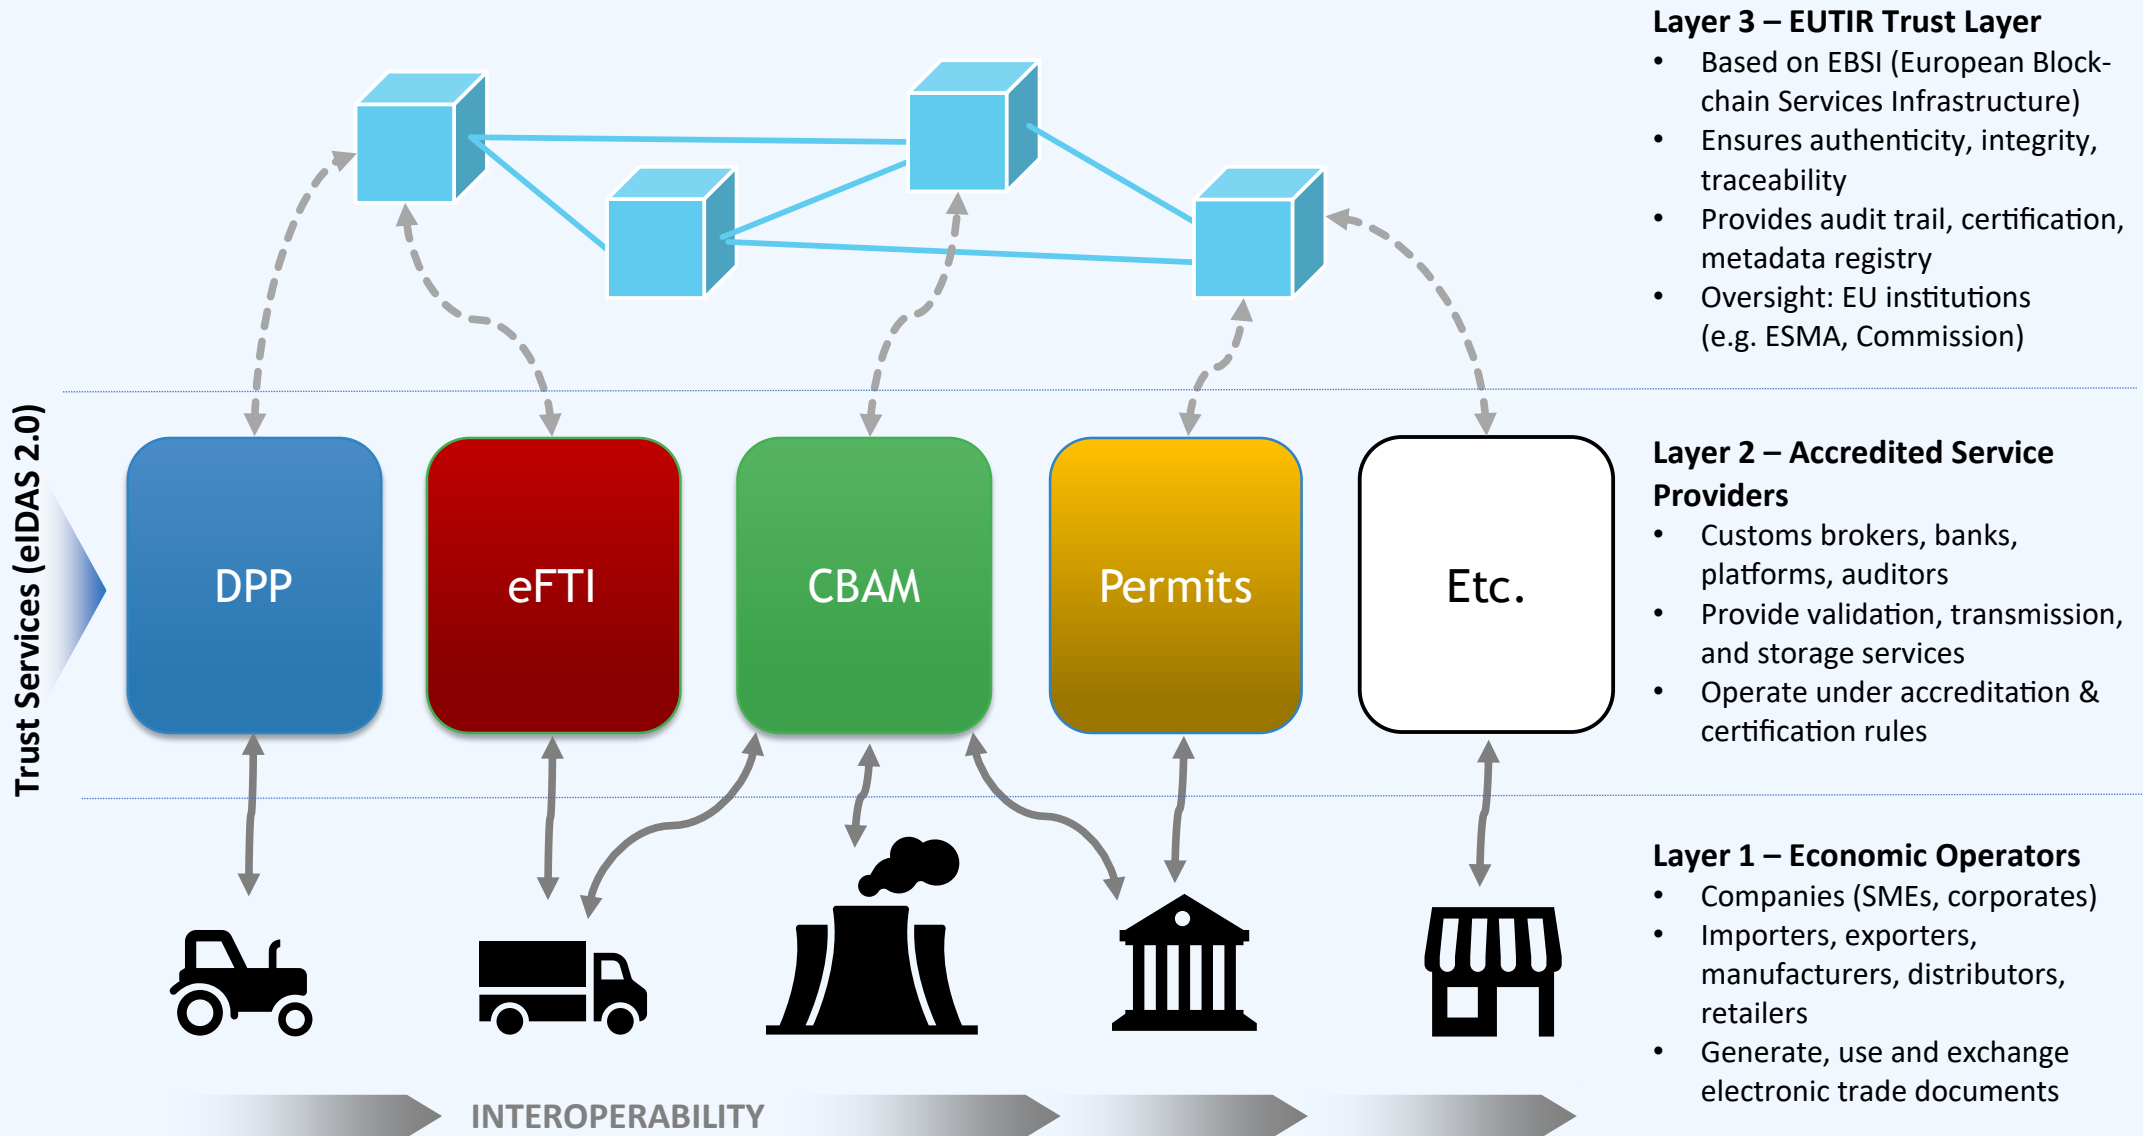 Layer 3 – EUTIR Trust Layer
• Based on EBSI (European Block-
chain Services Infrastructure)
• Ensures authenticity, integrity,
traceability
• Provides audit trail, certification,
metadata registry
• Oversight: EU institutions
(e.g. ESMA, Commission)
Trust Services (eIDAS 2.0)
DPP
eFTI
CBAM
Permits
Etc.
Layer 2 – Accredited Service
Providers
• Customs brokers, banks,
platforms, auditors
• Provide validation, transmission,
and storage services
• Operate under accreditation &
certification rules
Layer 1 – Economic Operators
• Companies (SMEs, corporates)
• Importers, exporters,
manufacturers, distributors,
retailers
• Generate, use and exchange
electronic trade documents
INTEROPERABILITY